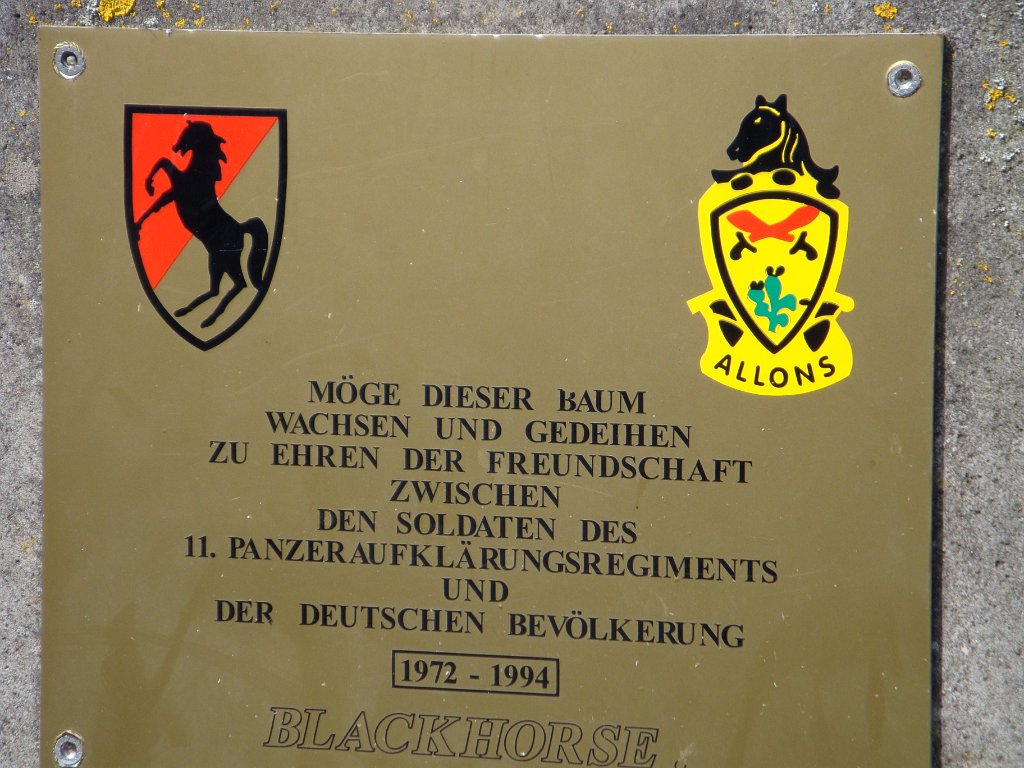 ALLONS
MÖGE DIESER BAUM
WACHSEN UND GEDEIHEN
ZU EHREN DER FREUNDSCHAFT
ZWISCHEN
DEN SOLDATEN DES
11. PANZERAUFKLÄRUNGSREGIMENTS
UND
DER DEUTSCHEN BEVÖLKERUNG
1972 - 1994
BLACKHORSE